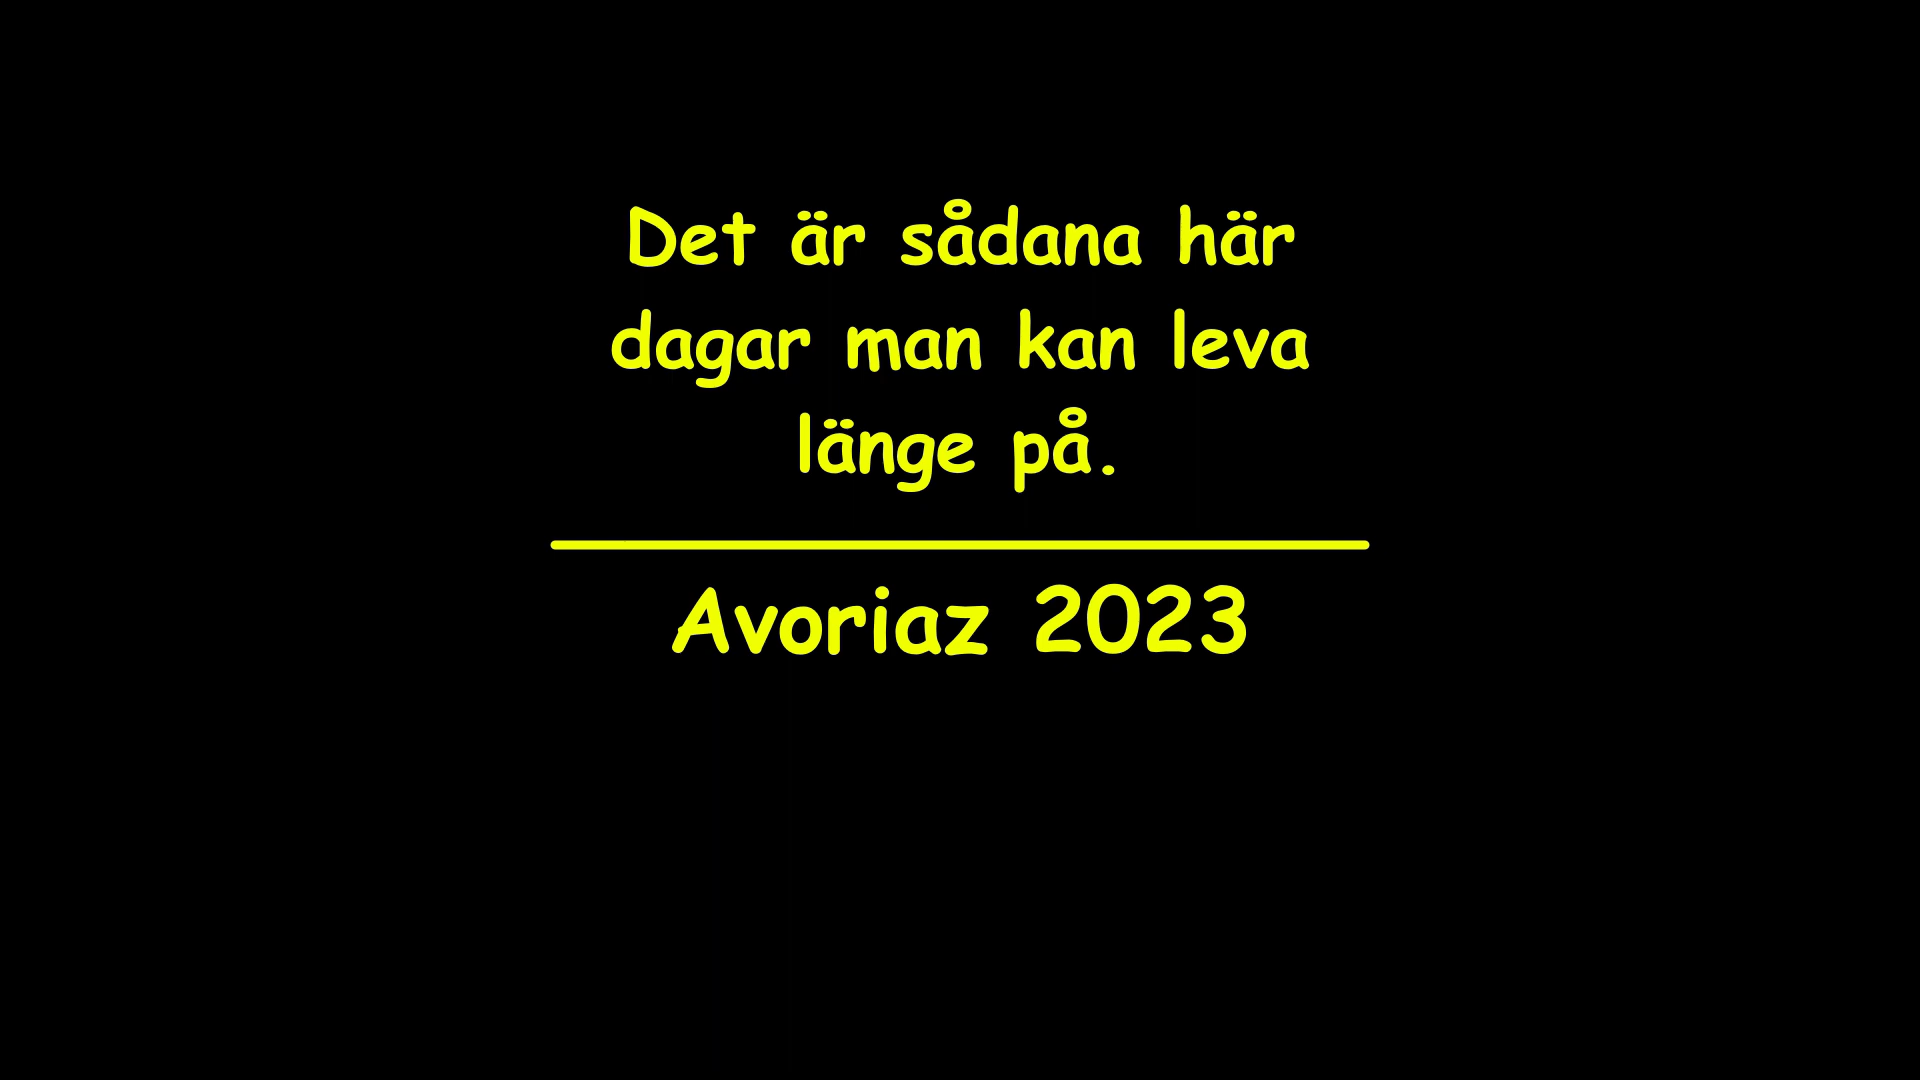 Det är sådana här
dagar man kan leva
länge på.
Avoriaz 2023